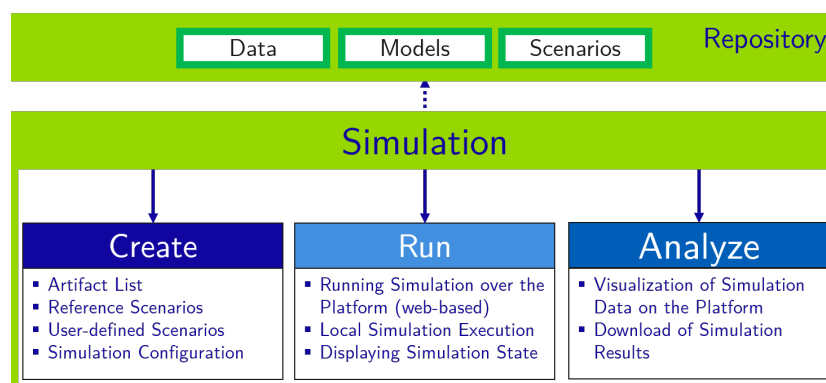 Data
Models
Scenarios
Repository
Simulation
Create
▪ Artifact List
▪ Reference Scenarios
▪ User-defined Scenarios
▪ Simulation Configuration
Run
▪ Running Simulation over the
Platform (web-based)
▪ Local Simulation Execution
▪ Displaying Simulation State
Analyze
▪ Visualization of Simulation
Data on the Platform
▪ Download of Simulation
Results